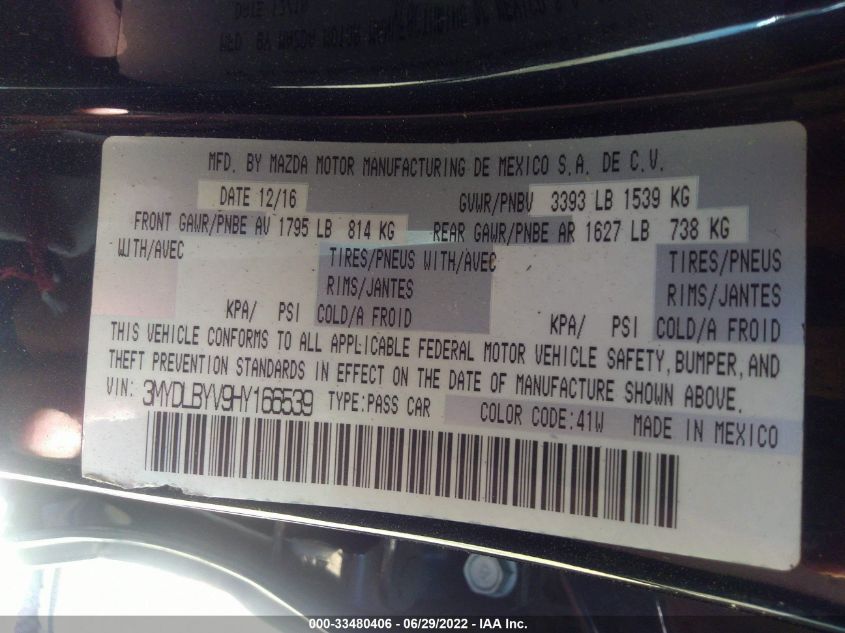 MFD. BY MAZDA MOTOR MANUFACTURING DE MEXICO S.A. DE C.V.
DATE 12/16 GVWR/PNBV 3393 LB 1539 KG
FRONT GAWR/PNBE AV 1795 LB 814 KG REAR GAWR/PNBE AR 1627 LB 738 KG
WITH/AVEC TIRES/PNEUS WITH/AVEC TIRES/PNEUS
RIMS/JANTES RIMS/JANTES
KPA/ PSI COLD/A FROID KPA/ PSI COLD/A FROID
THIS VEHICLE CONFORMS TO ALL APPLICABLE FEDERAL MOTOR VEHICLE SAFETY, BUMPER, AND
THEFT PREVENTION STANDARDS IN EFFECT ON THE DATE OF MANUFACTURE SHOWN ABOVE.
VIN: 3MYDLBYV9HY166539 TYPE:PASS CAR COLOR CODE:41W MADE IN MEXICO
000-33480406 - 06/29/2022 - IAA Inc.